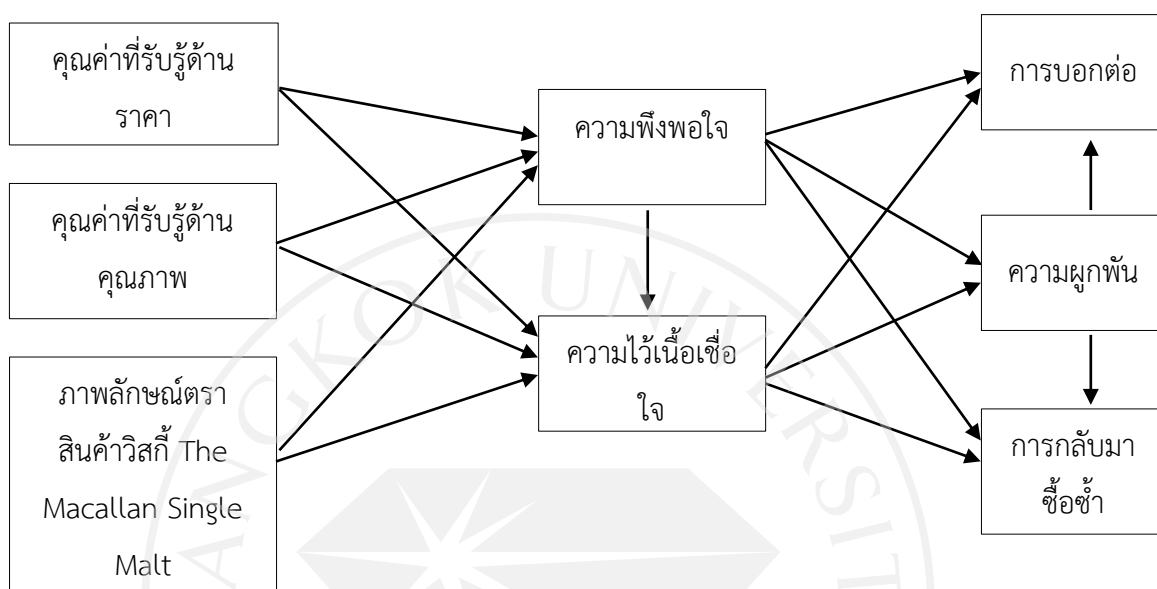 คุณค่าที่รับรู้ด้าน
ราคา
คุณค่าที่รับรู้ด้าน
คุณภาพ
ภาพลักษณ์ตรา
สินค้าวิสกี้ The
Macallan Single
Malt
ความพึงพอใจ
ความไว้เนื้อเชื่อ
ใจ
การบอกต่อ
ความผูกพัน
การกลับมา
ซื้อซ้ำ
ANGKOK UNIVERSIT